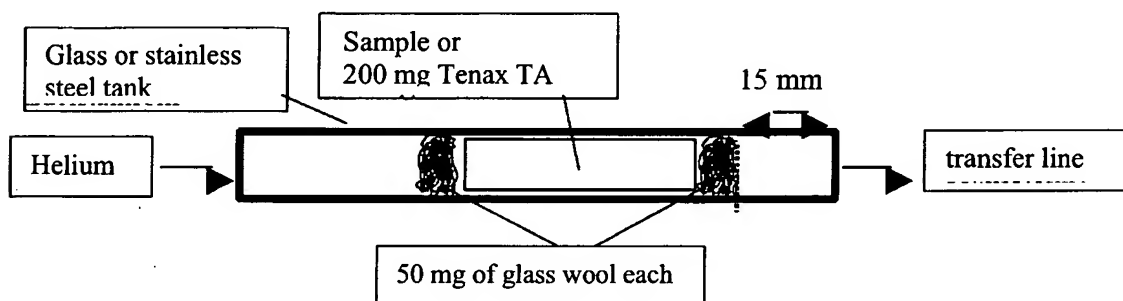 Glass or stainless
steel tank
Sample or
200 mg Tenax TA
15 mm
Helium
transfer line
50 mg of glass wool each